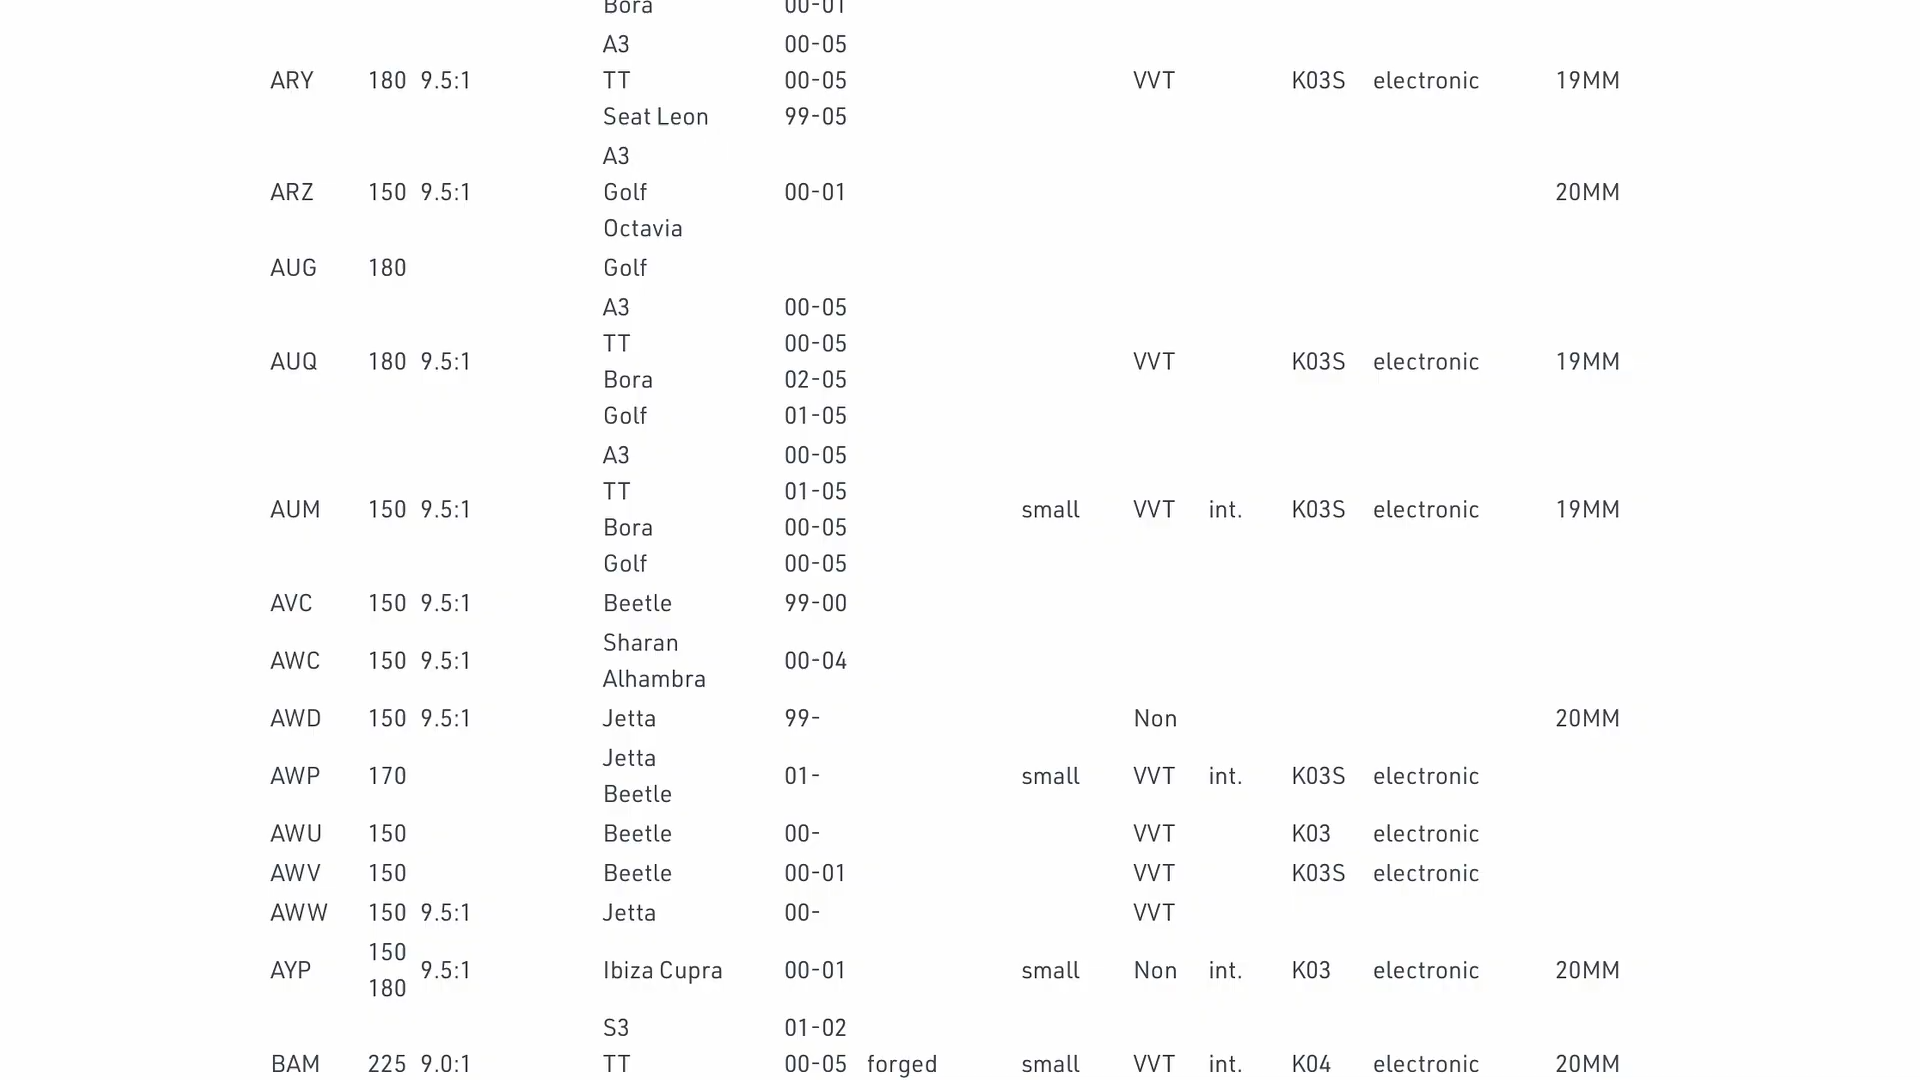 Bora 00-01
A3 00-05
ARY 180 9.5:1 TT 00-05 VVT K03S electronic 19MM
Seat Leon 99-05
A3
ARZ 150 9.5:1 Golf 00-01 20MM
Octavia
AUG 180 Golf
A3 00-05
TT 00-05
AUQ 180 9.5:1 VVT K03S electronic 19MM
Bora 02-05
Golf 01-05
A3 00-05
TT 01-05
AUM 150 9.5:1 small VVT int. K03S electronic 19MM
Bora 00-05
Golf 00-05
AVC 150 9.5:1 Beetle 99-00
Sharan
AWC 150 9.5:1 00-04
Alhambra
AWD 150 9.5:1 Jetta 99- Non 20MM
Jetta
AWP 170 01- small VVT int. K03S electronic
Beetle
AWU 150 Beetle 00- VVT K03 electronic
AWV 150 Beetle 00-01 VVT K03S electronic
AWW 150 9.5:1 Jetta 00- VVT
150
AYP 9.5:1 Ibiza Cupra 00-01 small Non int. K03 electronic 20MM
180
S3 01-02
BAM 225 9.0:1 TT 00-05 forged small VVT int. K04 electronic 20MM